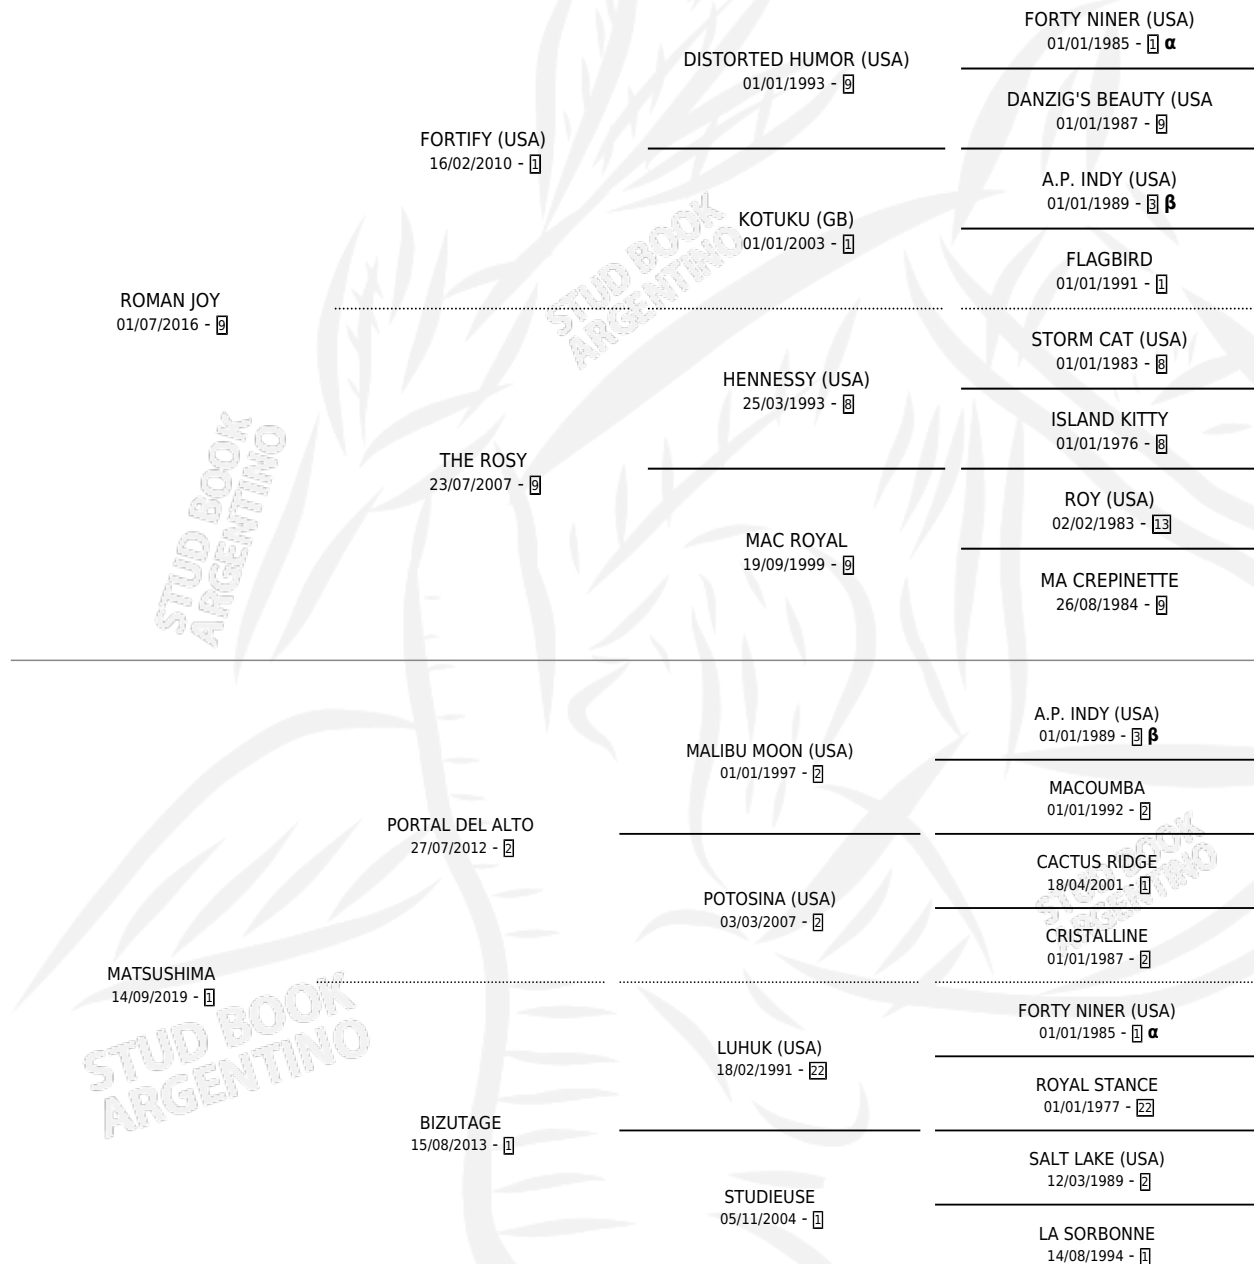 FORTY NINER (USA)
01/01/1985 - 1 α
DISTORTED HUMOR (USA)
01/01/1993 - 9
DANZIG'S BEAUTY (USA
01/01/1987 - 9
FORTIFY (USA)
16/02/2010 - 1
A.P. INDY (USA)
01/01/1989 - 3 β
KOTUKU (GB)
01/01/2003 - 1
FLAGBIRD
01/01/1991 - 1
ROMAN JOY
01/07/2016 - 9
STUD BOOK
ARGENTINO
STORM CAT (USA)
01/01/1983 - 8
HENNESSY (USA)
25/03/1993 - 8
ISLAND KITTY
01/01/1976 - 8
THE ROSY
23/07/2007 - 9
ROY (USA)
02/02/1983 - 13
MAC ROYAL
19/09/1999 - 9
MA CREPINETTE
26/08/1984 - 9
STUD BOOK
ARGENTINO
A.P. INDY (USA)
01/01/1989 - 3 β
MALIBU MOON (USA)
01/01/1997 - 2
MACOUMBA
01/01/1992 - 2
PORTAL DEL ALTO
27/07/2012 - 2
CACTUS RIDGE
18/04/2001 - 1
POTOSINA (USA)
03/03/2007 - 2
STUD BOOK
ARGENTINO
CRISTALLINE
01/01/1987 - 2
MATSUSHIMA
14/09/2019 - 1
STUD BOOK
ARGENTINO
FORTY NINER (USA)
01/01/1985 - 1 α
LUHUK (USA)
18/02/1991 - 22
ROYAL STANCE
01/01/1977 - 22
BIZUTAGE
15/08/2013 - 1
SALT LAKE (USA)
12/03/1989 - 2
STUDIEUSE
05/11/2004 - 1
LA SORBONNE
14/08/1994 - 1